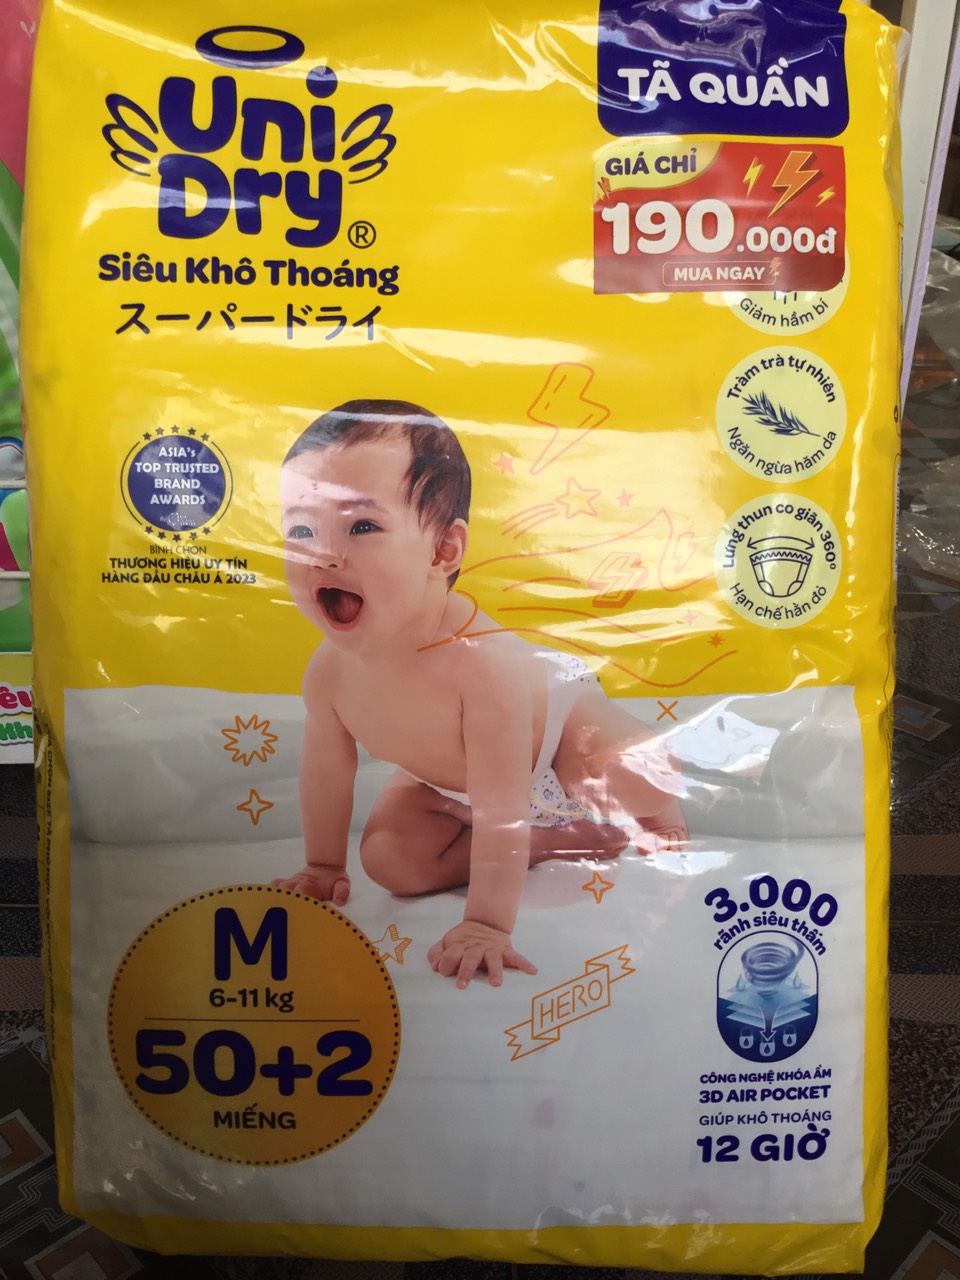 Uni
Dry®
Siêu Khô Thoáng
スーパードライ
TÃ QUẦN
GIÁ CHỈ
190.000đ
MUA NGAY
Giảm hầm bí
Tràm trà tự nhiên
Ngăn ngừa hăm da
Lưng thun co giãn 360°
Hạn chế hằn đỏ
ASIA's
TOP TRUSTED
BRAND
AWARDS
BÌNH CHỌN
THƯƠNG HIỆU UY TÍN
HÀNG ĐẦU CHÂU Á 2023
HERO
M
6-11 kg
50+2
MIẾNG
3.000
rãnh siêu thấm
CÔNG NGHỆ KHÓA ẨM
3D AIR POCKET
GIÚP KHÔ THOÁNG
12 GIỜ